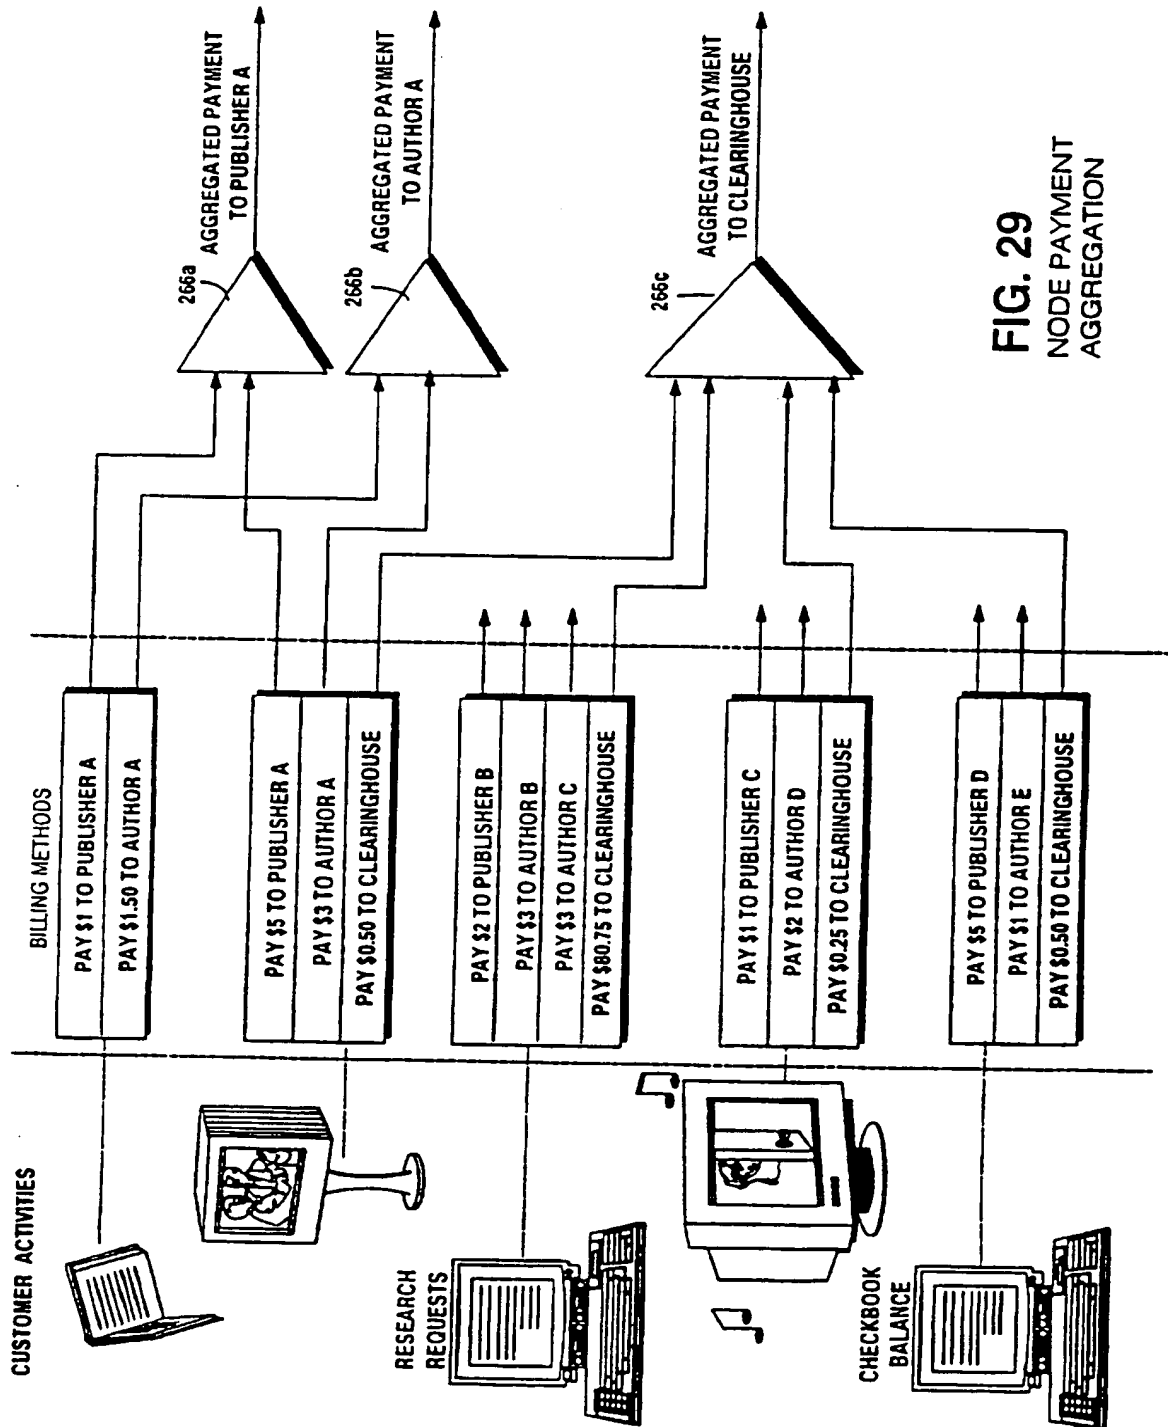 CUSTOMER ACTIVITIES
BILLING METHODS
PAY $1 TO PUBLISHER A
PAY $1.50 TO AUTHOR A
PAY $5 TO PUBLISHER A
PAY $3 TO AUTHOR A
PAY $0.50 TO CLEARINGHOUSE
RESEARCH
REQUESTS
PAY $2 TO PUBLISHER B
PAY $3 TO AUTHOR B
PAY $3 TO AUTHOR C
PAY $80.75 TO CLEARINGHOUSE
PAY $1 TO PUBLISHER C
PAY $2 TO AUTHOR D
PAY $0.25 TO CLEARINGHOUSE
CHECKBOOK
BALANCE
PAY $5 TO PUBLISHER D
PAY $1 TO AUTHOR E
PAY $0.50 TO CLEARINGHOUSE
266a
AGGREGATED PAYMENT
TO PUBLISHER A
266b
AGGREGATED PAYMENT
TO AUTHOR A
266c
AGGREGATED PAYMENT
TO CLEARINGHOUSE
FIG. 29
NODE PAYMENT
AGGREGATION